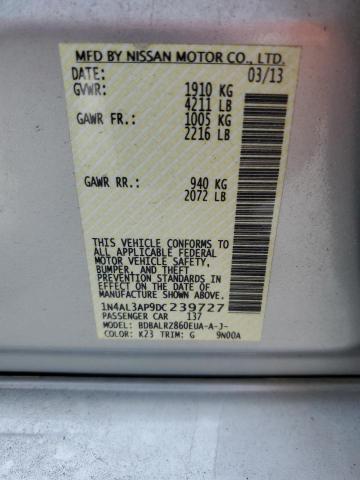 MFD BY NISSAN MOTOR CO., LTD.
DATE: 03/13
GVWR: 1910 KG
4211 LB
GAWR FR.: 1005 KG
2216 LB
GAWR RR.: 940 KG
2072 LB
THIS VEHICLE CONFORMS TO
ALL APPLICABLE FEDERAL
MOTOR VEHICLE SAFETY,
BUMPER, AND THEFT
PREVENTION STANDARDS IN
EFFECT ON THE DATE OF
MANUFACTURE SHOWN ABOVE.
1N4AL3AP9DC239727
PASSENGER CAR 137
MODEL: BDBALRZ860EUA-A-J-
COLOR: K23 TRIM: G 9N00A